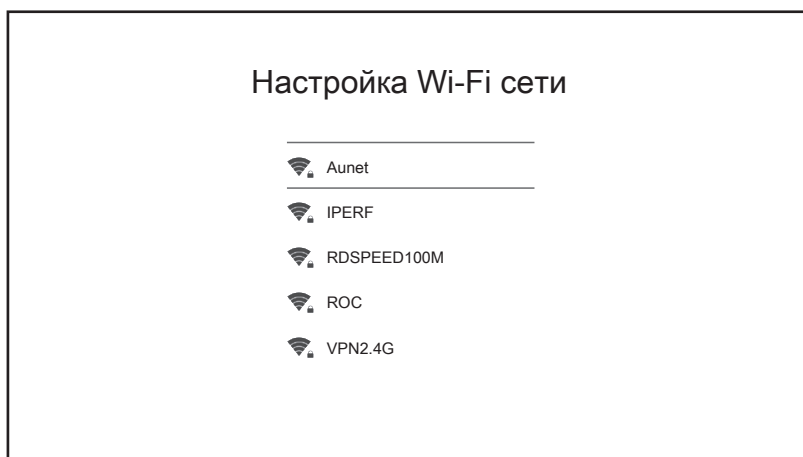 Настройка Wi-Fi сети
Aunet
IPERF
RDSPEED100M
ROC
VPN2.4G